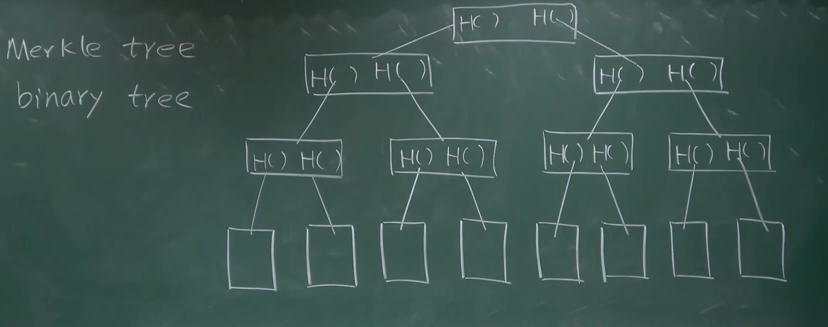 H( ) H( )
Merkle tree
H( ) H( ) H( ) H( )
binary tree
H( ) H( ) H( ) H( ) H( ) H( ) H( ) H( )